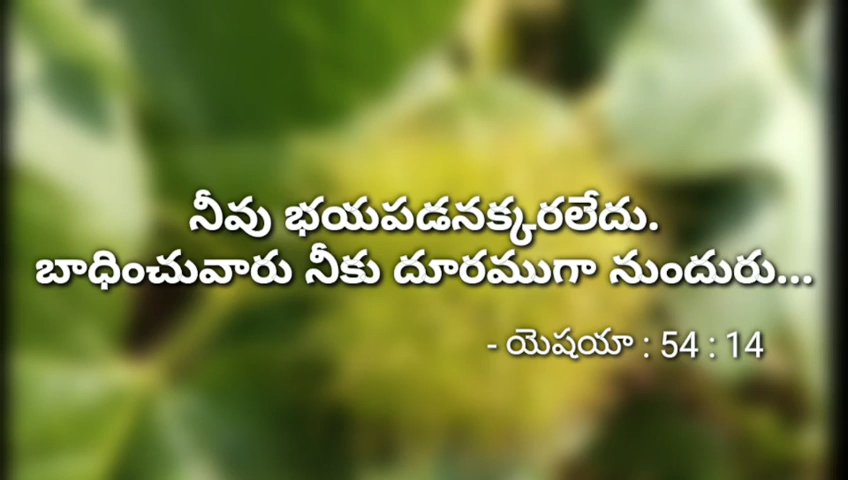 నీవు భయపడనక్కరలేదు.
బాధించువారు నీకు దూరముగా నుందురు...
- యెషయా : 54 : 14